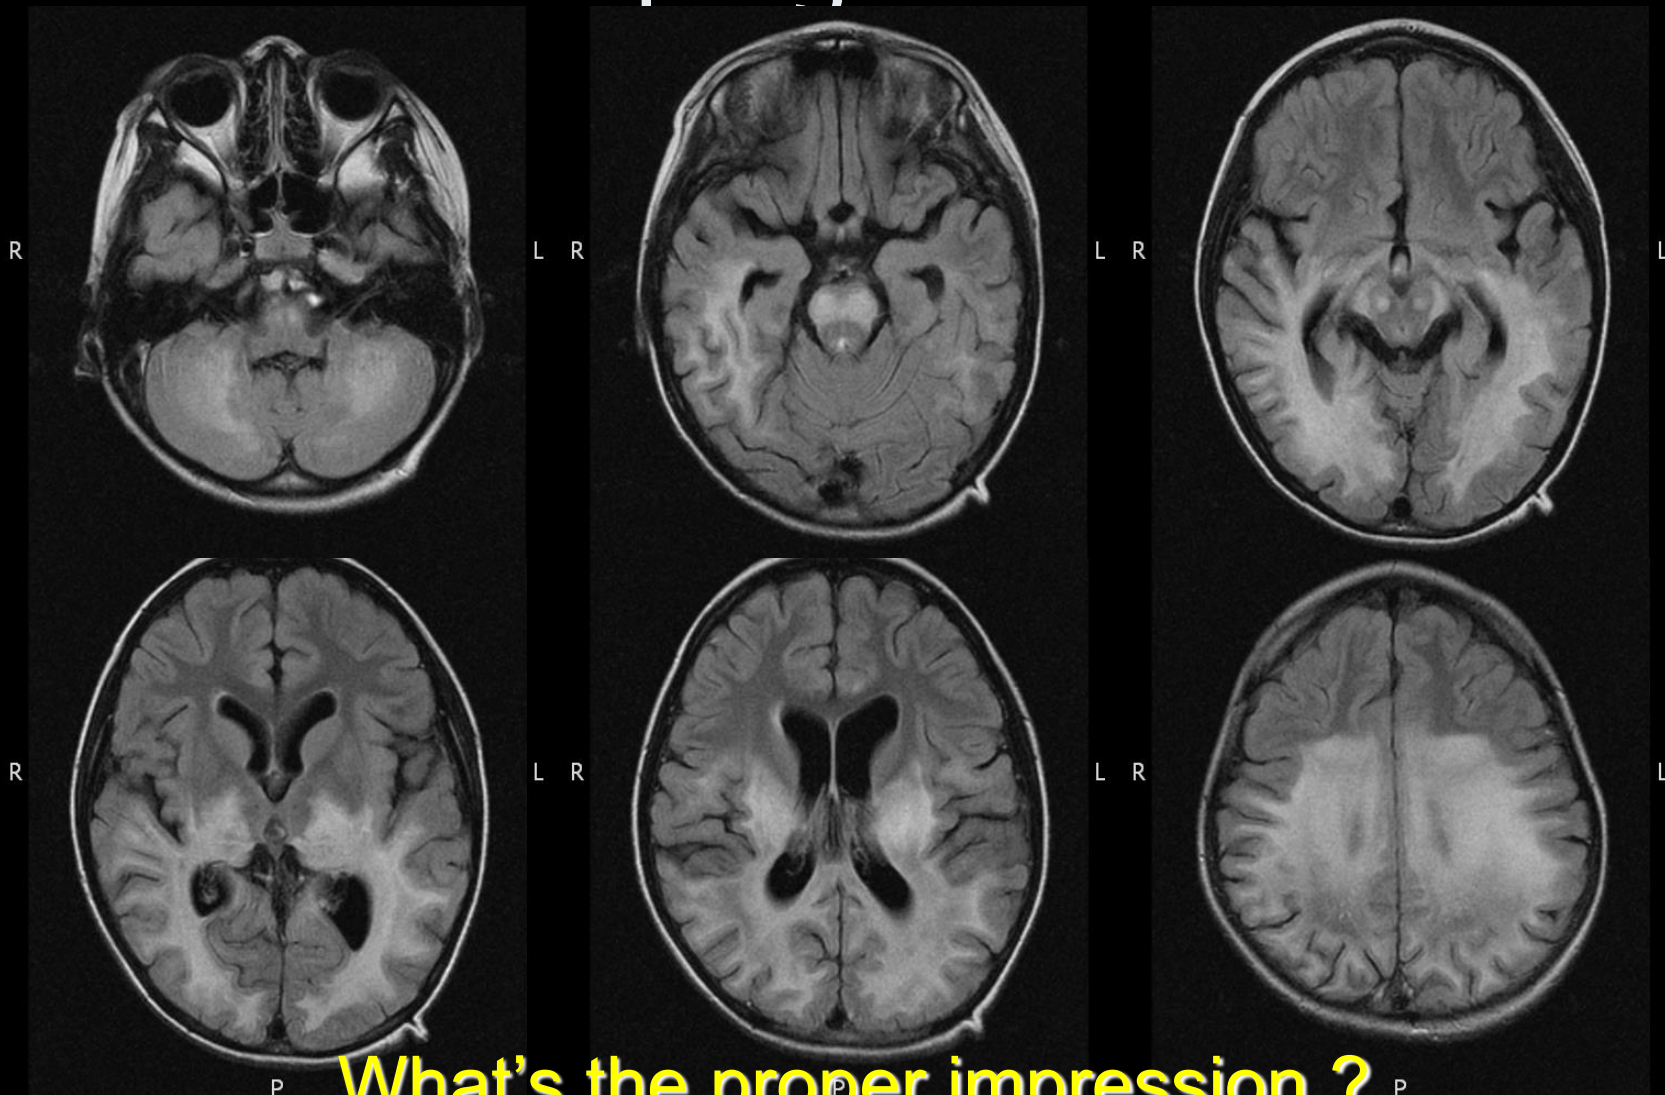 R L R L R L
R L R L R L
What's the proper impression ?
P P P